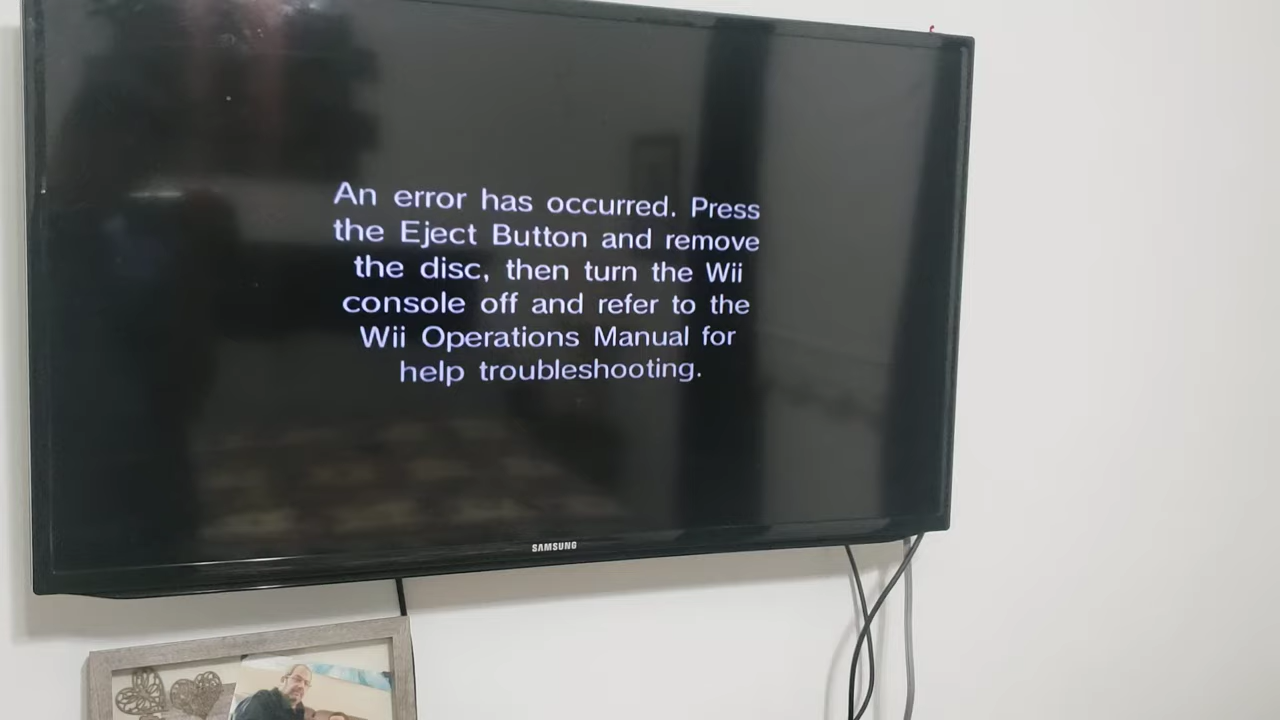 An error has occurred. Press
the Eject Button and remove
the disc, then turn the Wii
console off and refer to the
Wii Operations Manual for
help troubleshooting.
SAMSUNG